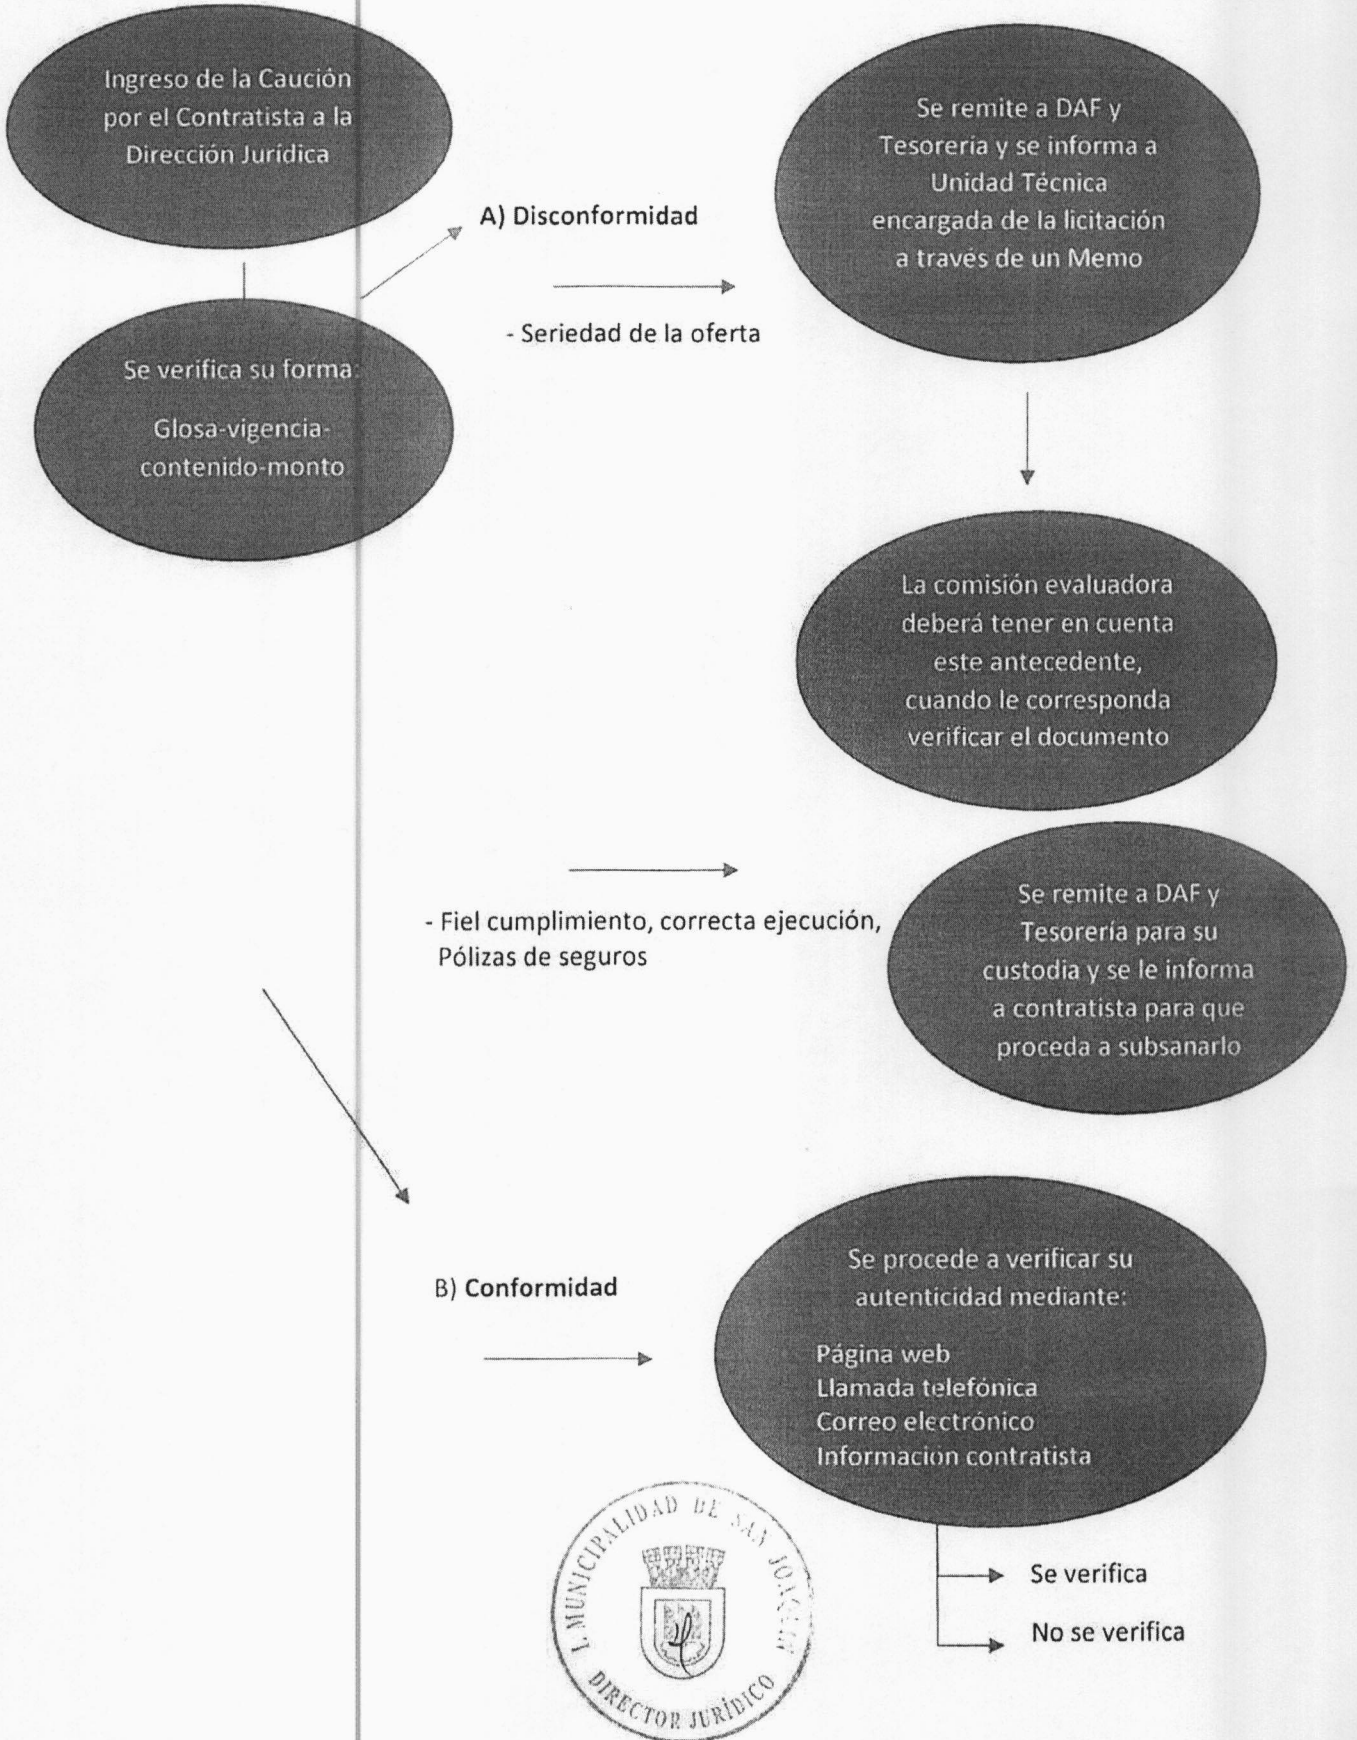 Ingreso de la Caución
por el Contratista a la
Dirección Jurídica
Se verifica su forma:
Glosa-vigencia-
contenido-monto
A) Disconformidad
- Seriedad de la oferta
Se remite a DAF y
Tesorería y se informa a
Unidad Técnica
encargada de la licitación
a través de un Memo
La comisión evaluadora
deberá tener en cuenta
este antecedente,
cuando le corresponda
verificar el documento
- Fiel cumplimiento, correcta ejecución,
Pólizas de seguros
Se remite a DAF y
Tesorería para su
custodia y se le informa
a contratista para que
proceda a subsanarlo
B) Conformidad
Se procede a verificar su
autenticidad mediante:
Página web
Llamada telefónica
Correo electrónico
Información contratista
Se verifica
No se verifica
I. MUNICIPALIDAD DE SAN JOAQUIN
DIRECTOR JURÍDICO